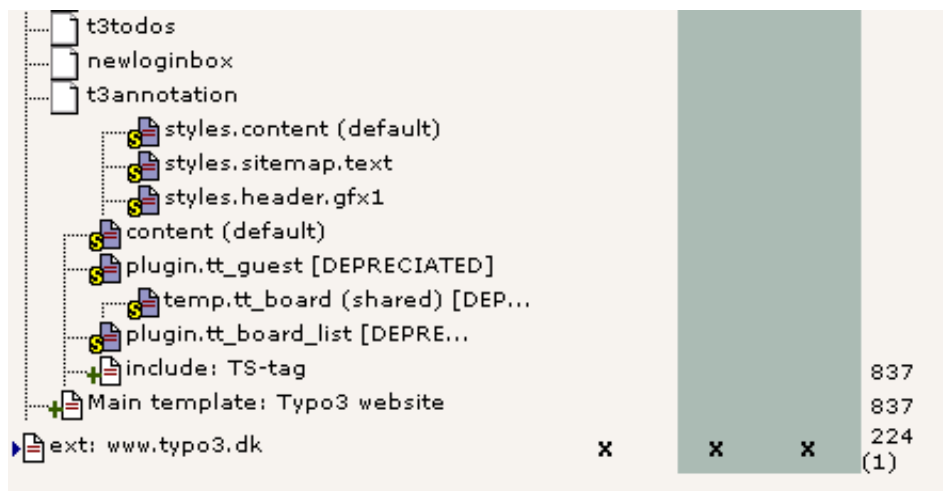 t3todos
newloginbox
t3annotation
styles.content (default)
styles.sitemap.text
styles.header.gfx1
content (default)
plugin.tt_guest [DEPRECIATED]
temp.tt_board (shared) [DEP...
plugin.tt_board_list [DEPRE...
include: TS-tag 837
Main template: Typo3 website 837
ext: www.typo3.dk x x x 224
(1)